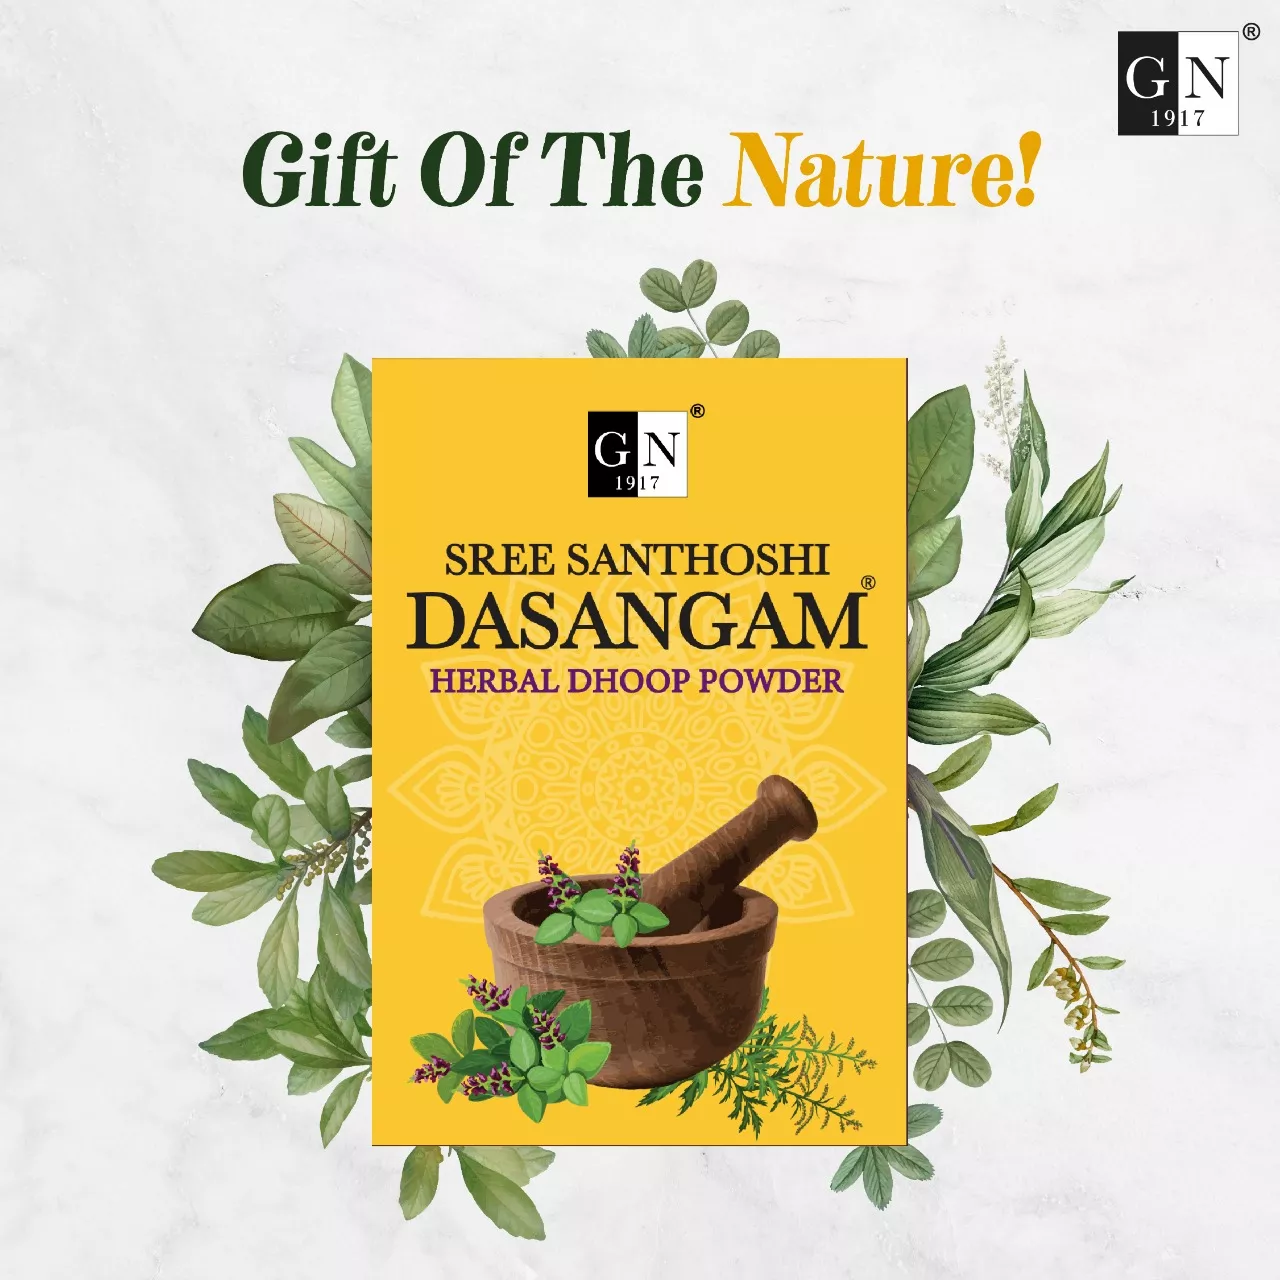 GN®
1917
Gift Of The Nature!
GN®
1917
SREE SANTHOSHI
DASANGAM®
HERBAL DHOOP POWDER